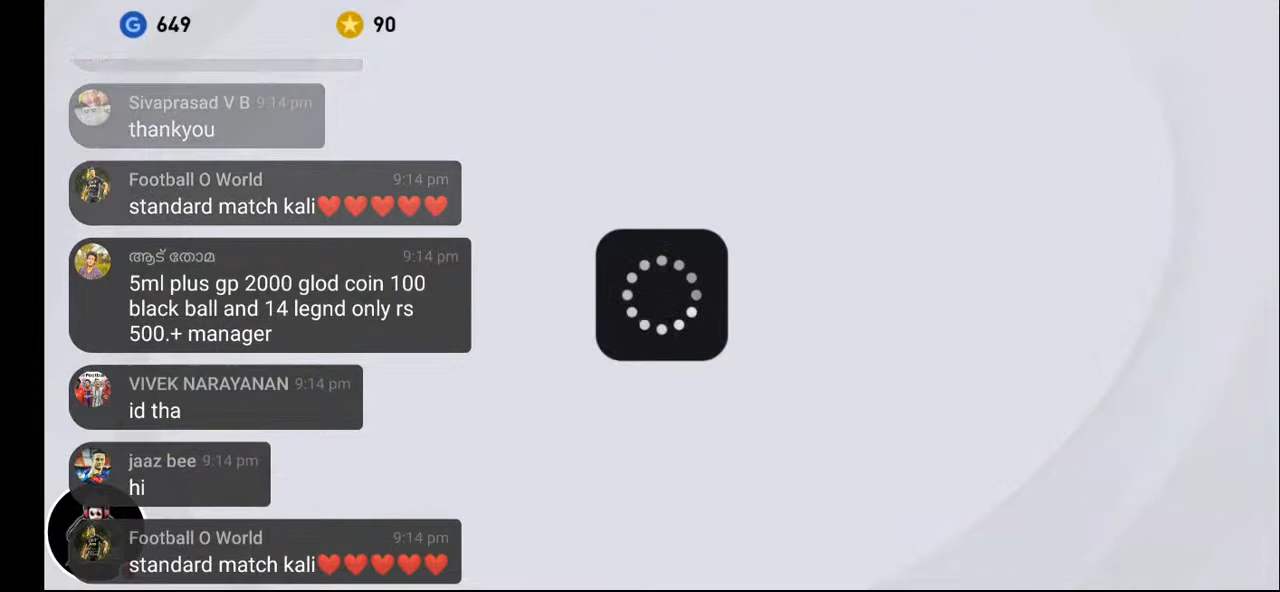 G 649 90
Sivaprasad V B 9:14 pm
thankyou
Football O World 9:14 pm
standard match kali❤️❤️❤️❤️❤️
ആട് തോമ 9:14 pm
5ml plus gp 2000 glod coin 100
black ball and 14 legnd only rs
500.+ manager
VIVEK NARAYANAN 9:14 pm
id tha
jaaz bee 9:14 pm
hi
Football O World 9:14 pm
standard match kali❤️❤️❤️❤️❤️